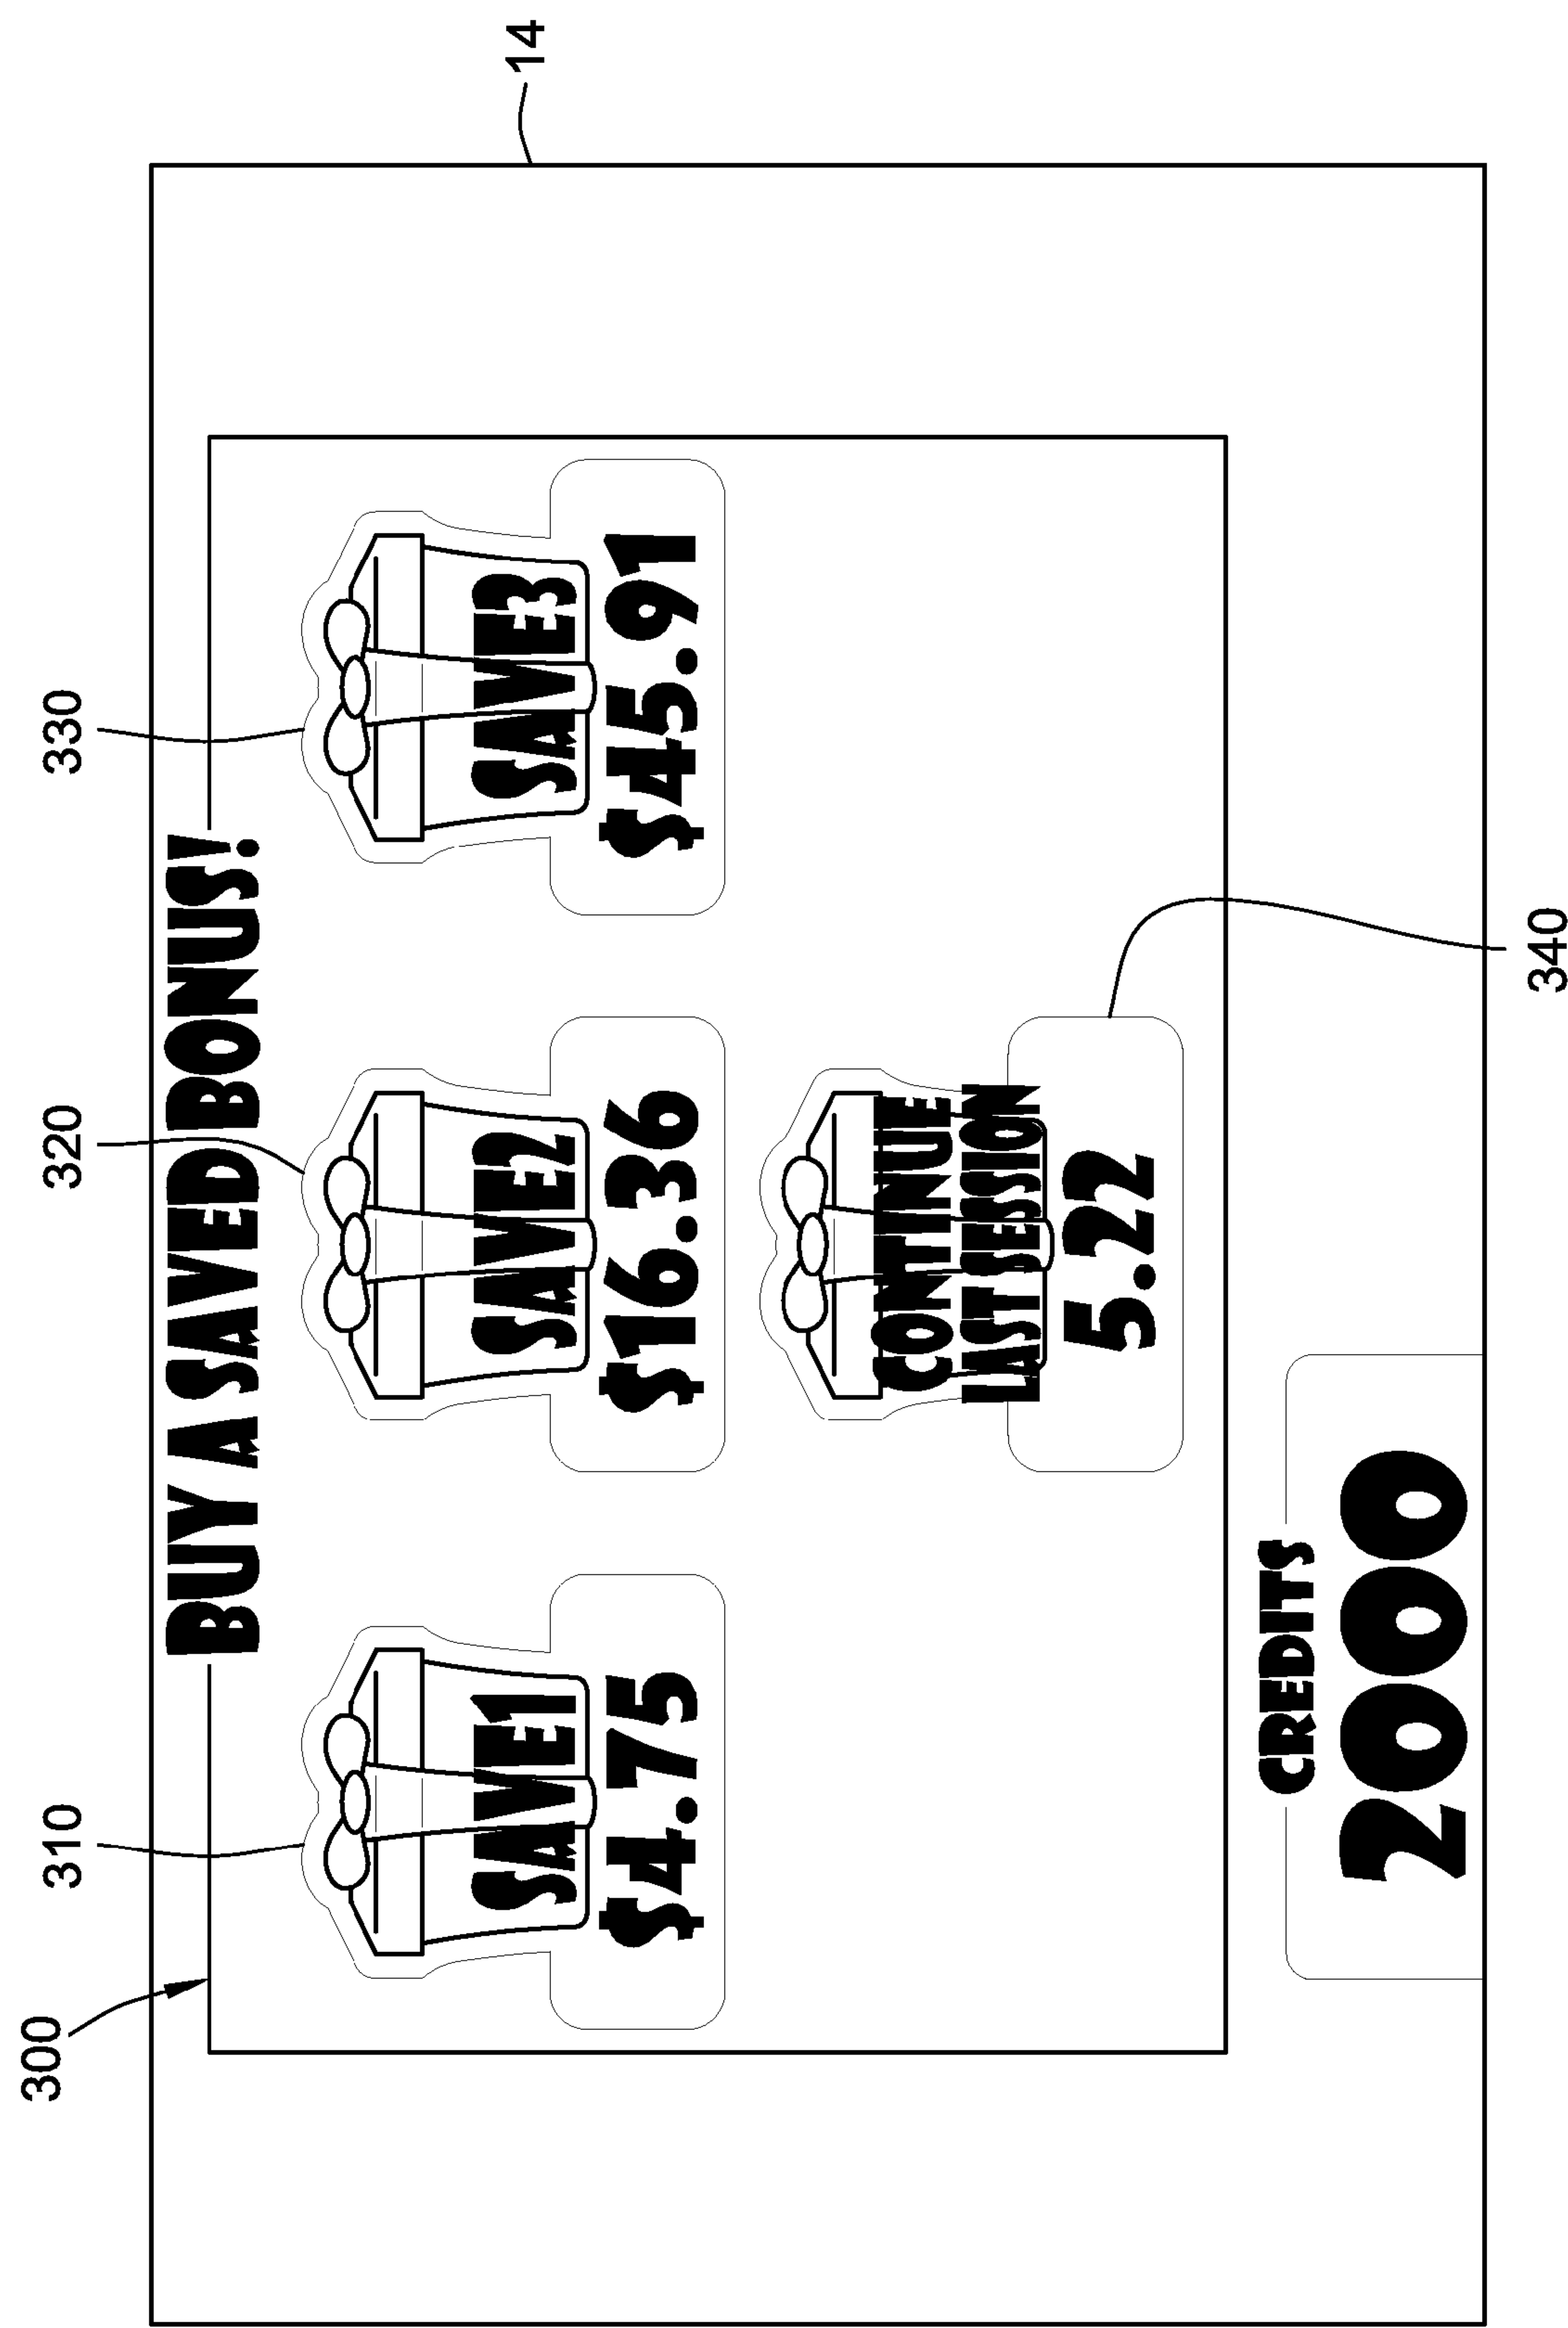 14
300
310
320
330
BUY A SAVED BONUS!
SAVE1
$4.75
SAVE2
$16.36
SAVE3
$45.91
CONTINUE
LAST SESSION
5.22
340
CREDITS
2000